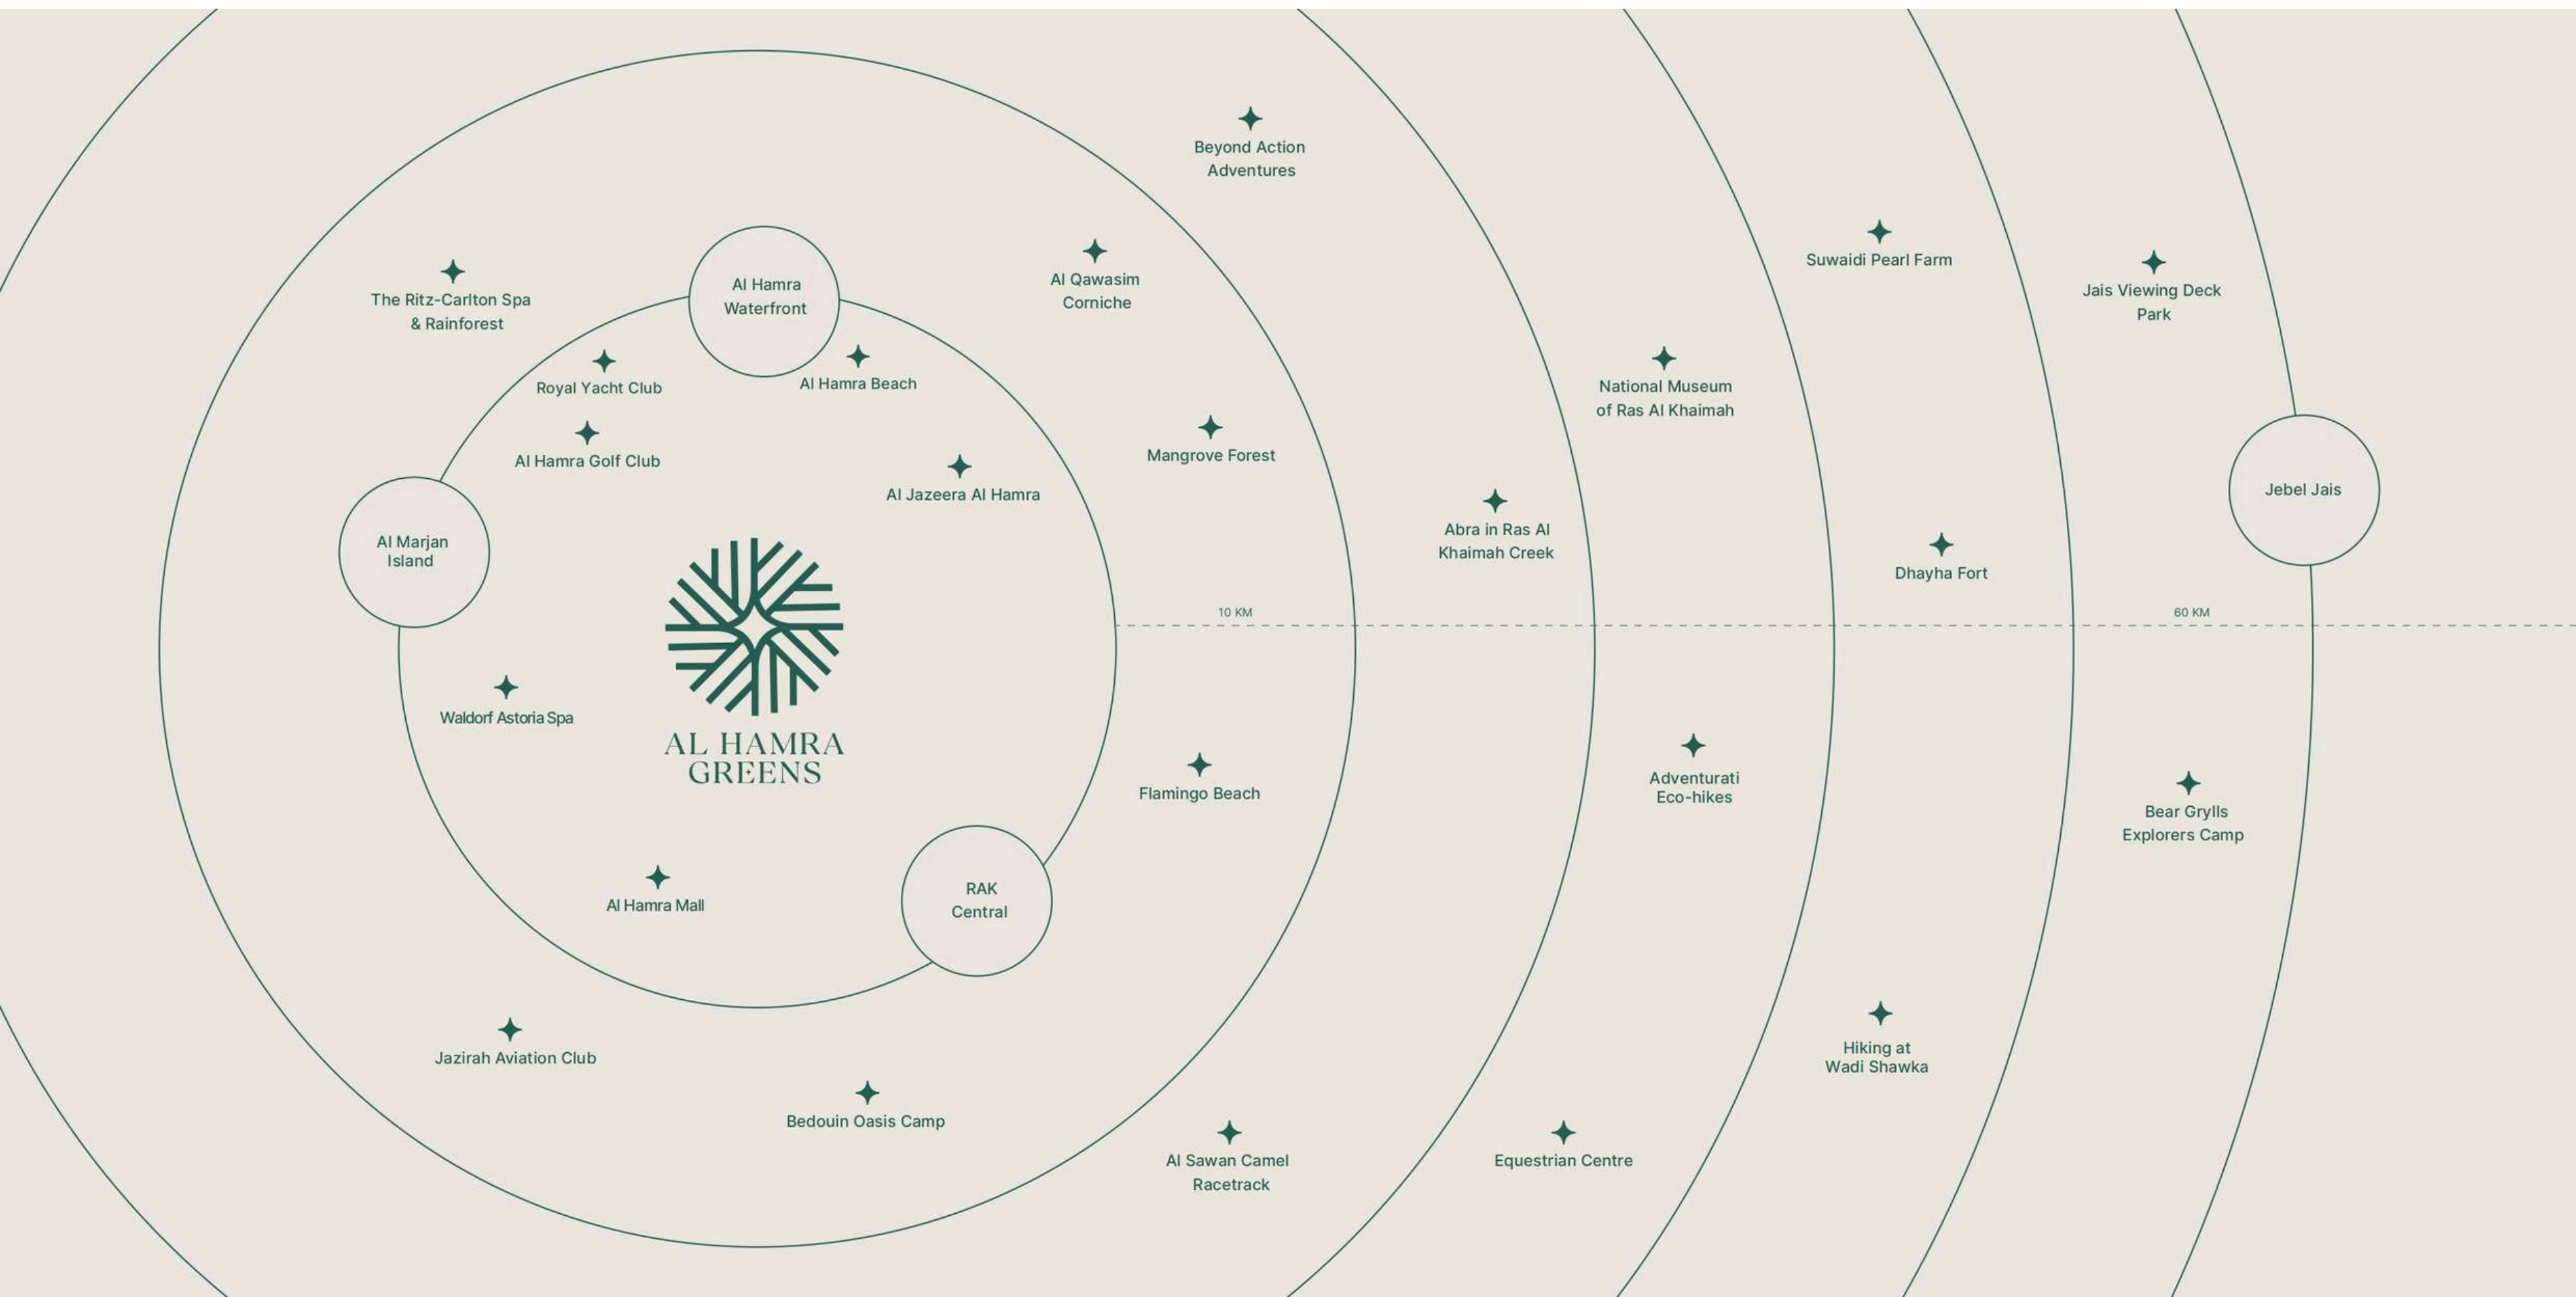 Beyond Action
Adventures
Suwaidi Pearl Farm
Al Qawasim
Corniche
The Ritz-Carlton Spa
& Rainforest
Al Hamra
Waterfront
Jais Viewing Deck
Park
Royal Yacht Club
Al Hamra Beach
National Museum
of Ras Al Khaimah
Al Hamra Golf Club
Mangrove Forest
Al Jazeera Al Hamra
Jebel Jais
Abra in Ras Al
Khaimah Creek
Al Marjan
Island
Dhayha Fort
10 KM
60 KM
Waldorf Astoria Spa
AL HAMRA
GREENS
Flamingo Beach
Adventurati
Eco-hikes
Bear Grylls
Explorers Camp
Al Hamra Mall
RAK
Central
Jazirah Aviation Club
Hiking at
Wadi Shawka
Bedouin Oasis Camp
Al Sawan Camel
Racetrack
Equestrian Centre